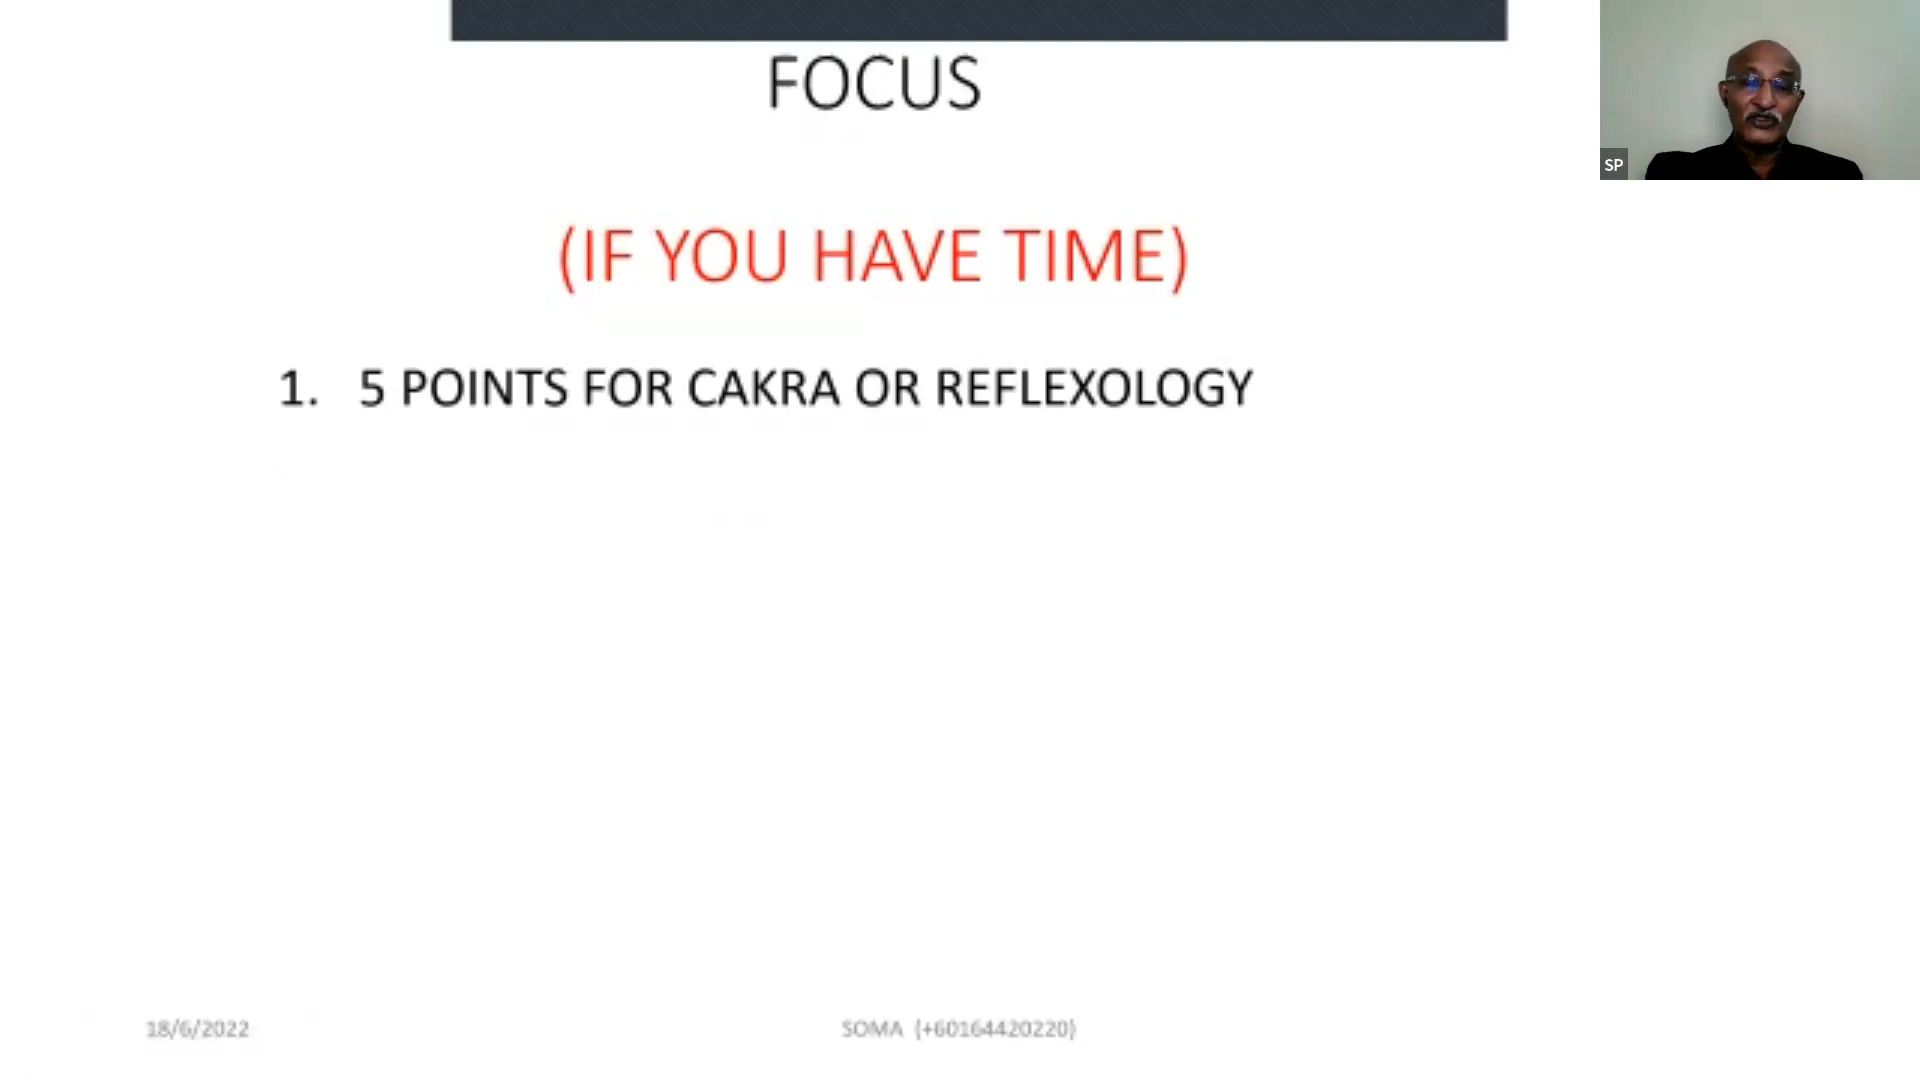 FOCUS
(IF YOU HAVE TIME)
1. 5 POINTS FOR CAKRA OR REFLEXOLOGY
18/6/2022
SOMA (+60164420220)
SP